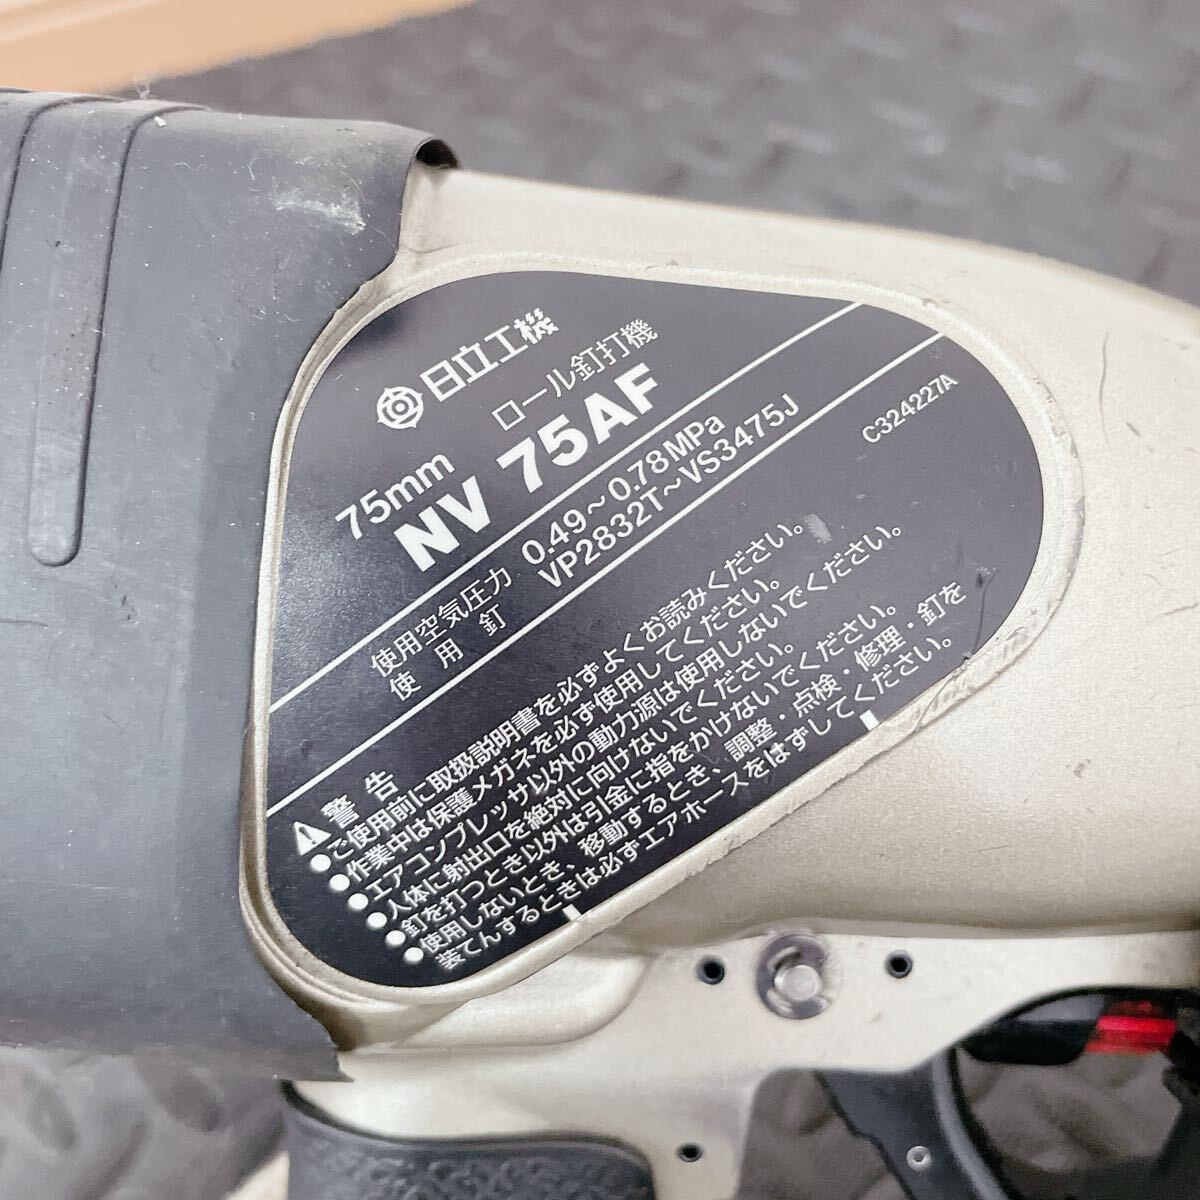 日立工機
ロール釘打機
75mm
NV 75AF
使用空気圧力 0.49～0.78MPa
使用釘 VP2832T～VS3475J
C324227A
警告
●ご使用前に取扱説明書を必ずよくお読みください。
●作業中は保護メガネを必ず使用してください。
●エアコンプレッサ以外の動力源は使用しないでください。
●人体に射出口を絶対に向けないでください。
●釘を打つとき以外は引金に指をかけないでください。
●使用しないとき、移動するとき、調整・点検・修理・釘を
装てんするときは必ずエアホースをはずしてください。